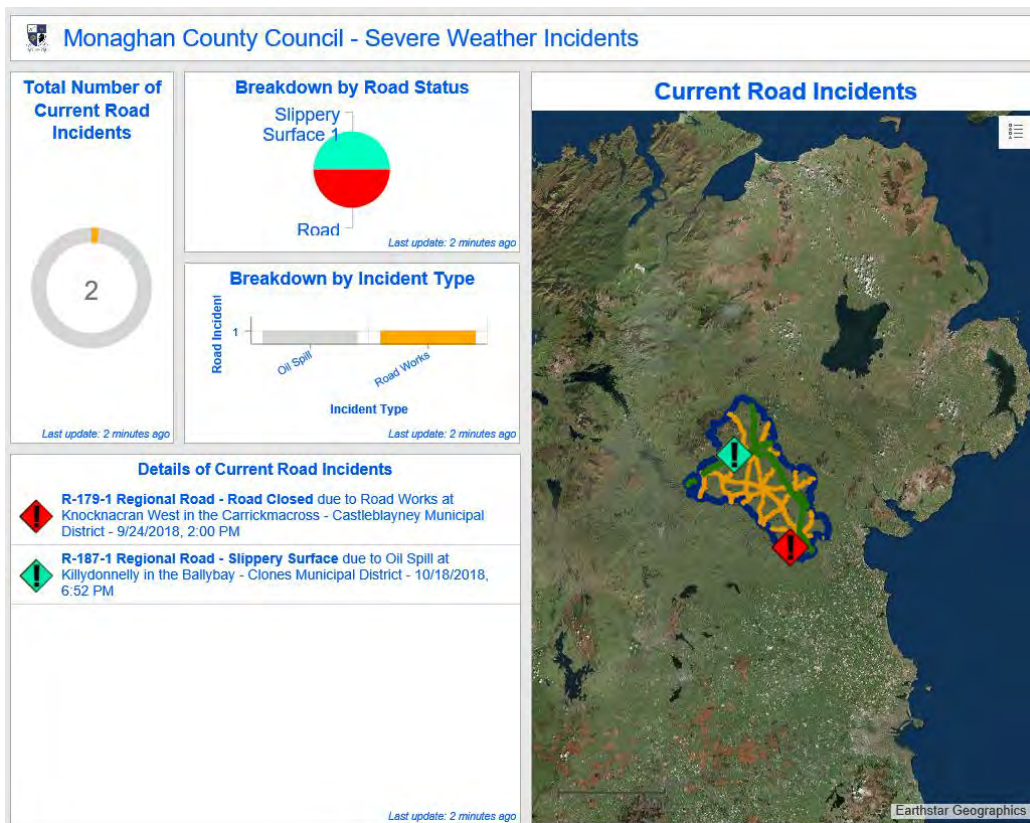 Monaghan County Council - Severe Weather Incidents
Total Number of
Current Road
Incidents
2
Last update: 2 minutes ago
Breakdown by Road Status
Slippery
Surface 1
Road
Last update: 2 minutes ago
Breakdown by Incident Type
Road Incident
1
Oil Spill
Road Works
Incident Type
Last update: 2 minutes ago
Details of Current Road Incidents
R-179-1 Regional Road - Road Closed due to Road Works at
Knocknacran West in the Carrickmacross - Castleblayney Municipal
District - 9/24/2018, 2:00 PM
R-187-1 Regional Road - Slippery Surface due to Oil Spill at
Killydonnelly in the Ballybay - Clones Municipal District - 10/18/2018,
6:52 PM
Last update: 2 minutes ago
Current Road Incidents
Earthstar Geographics